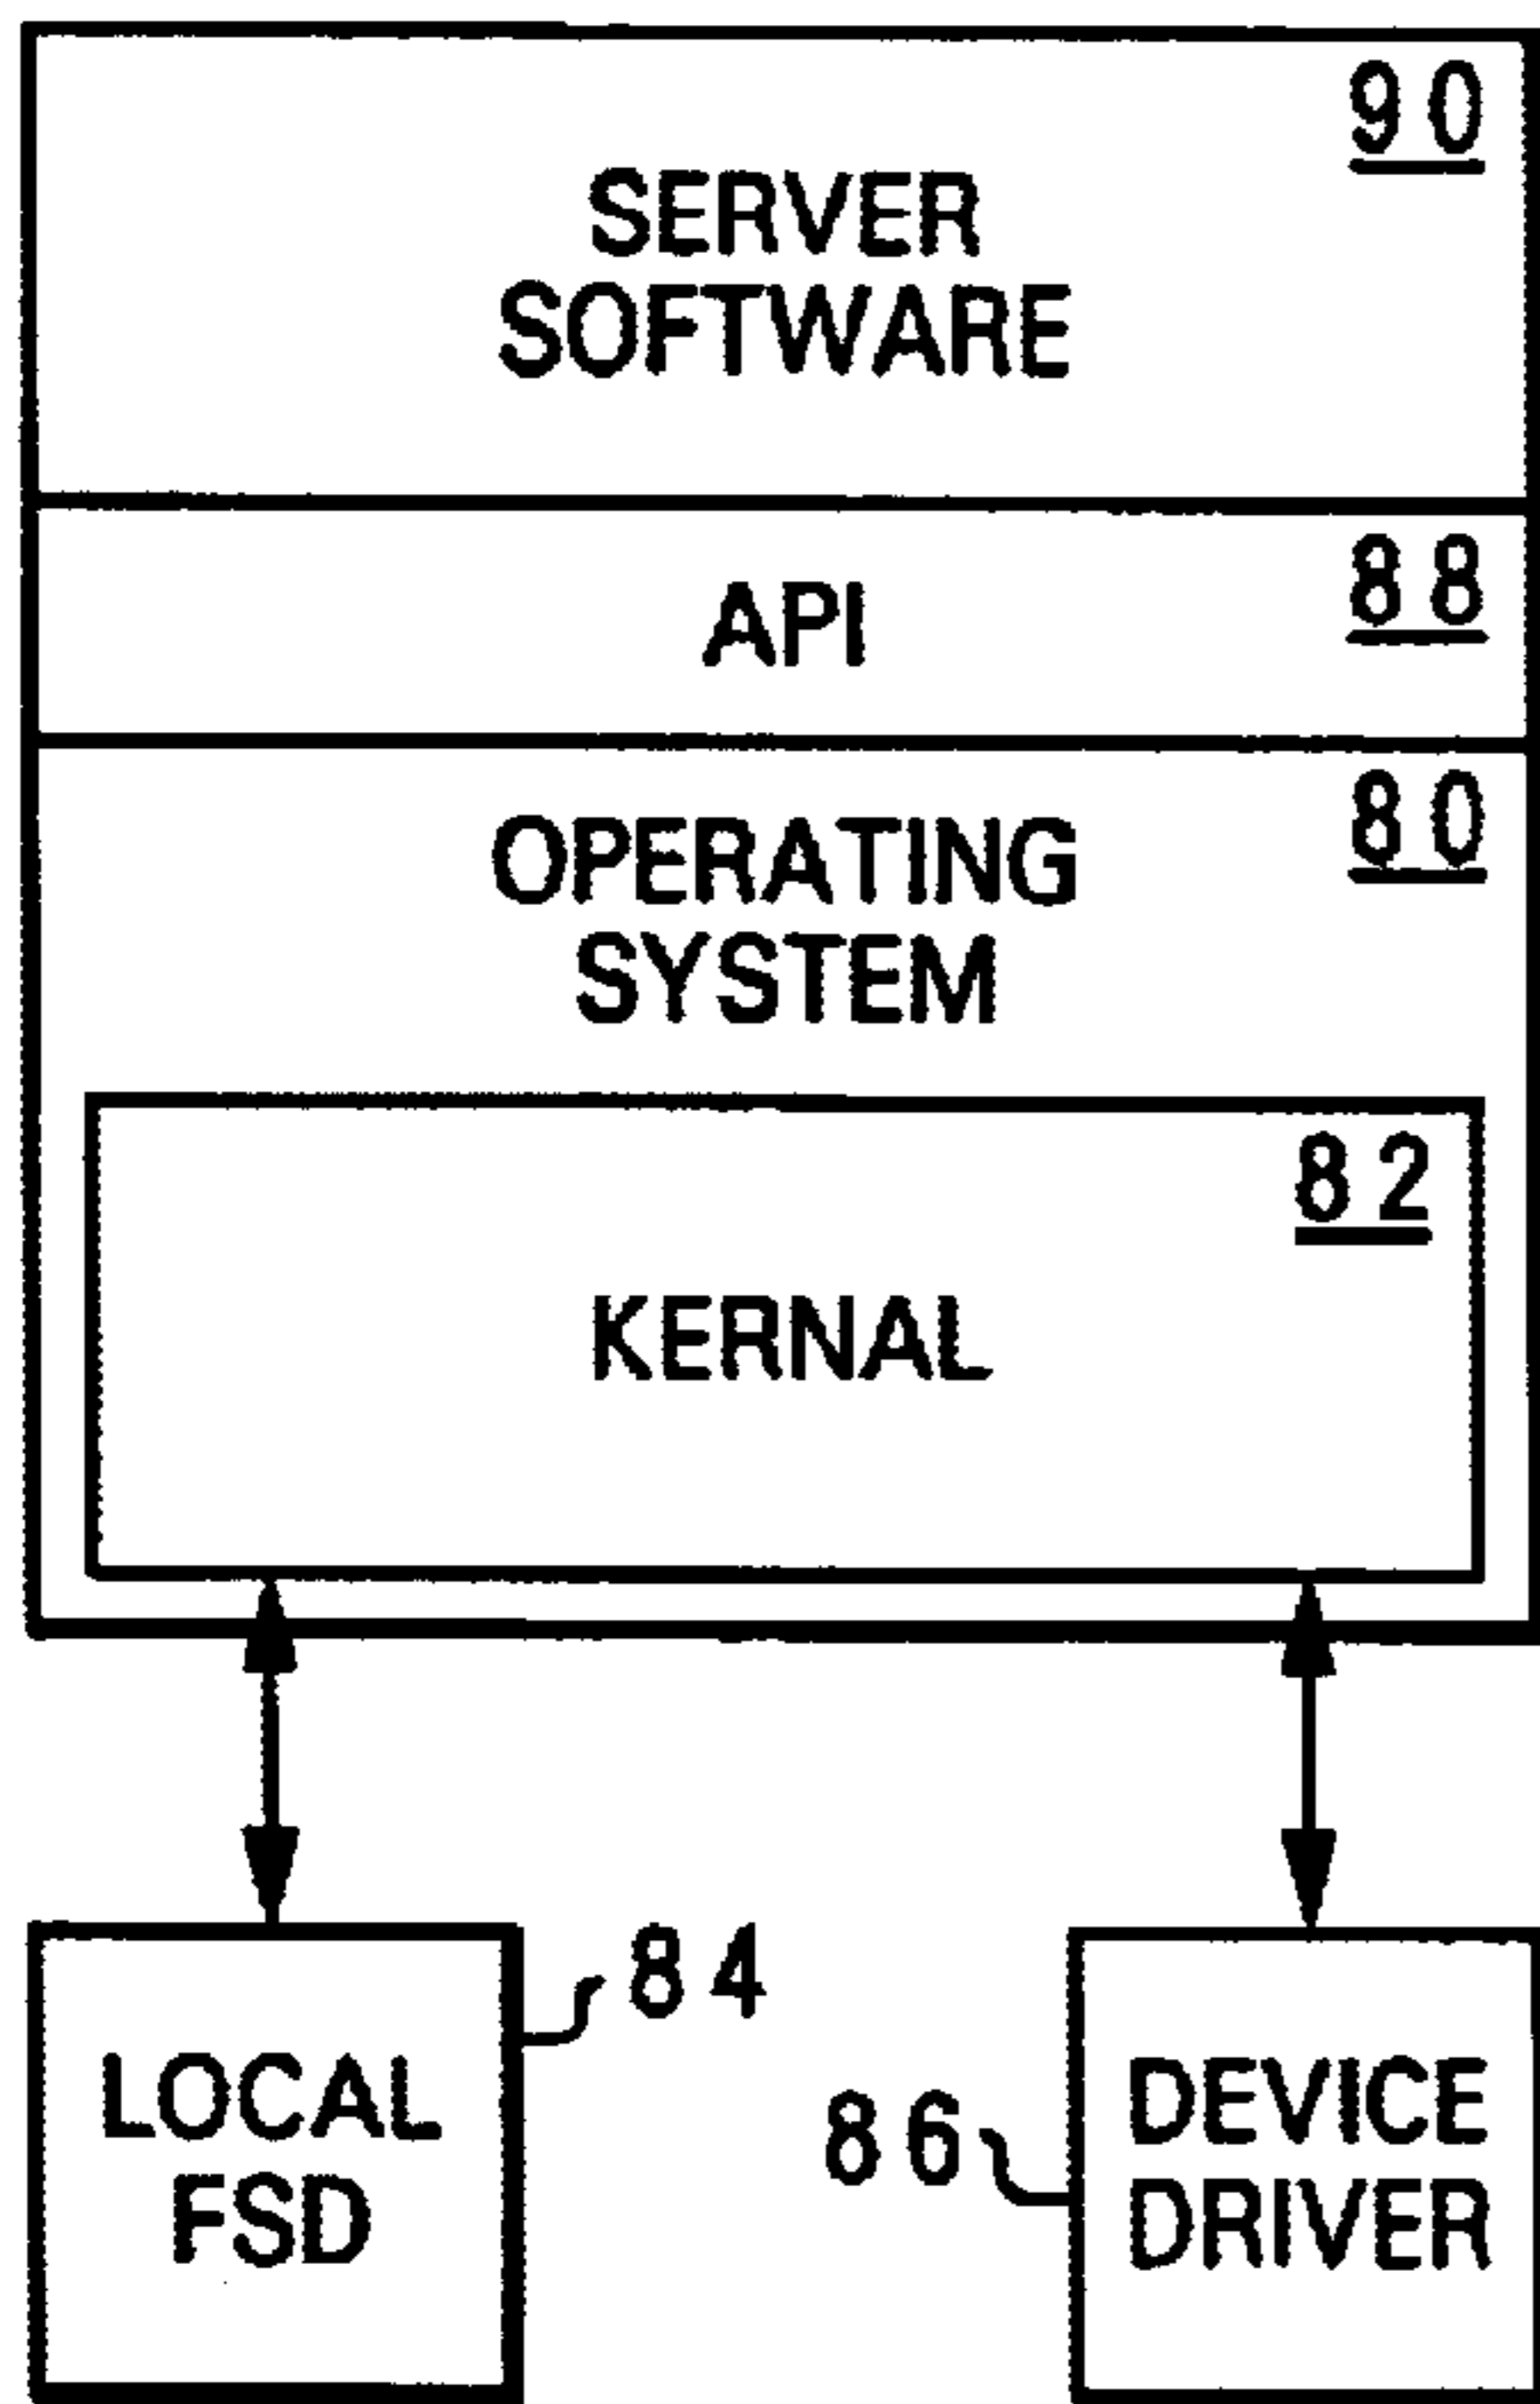 90
SERVER
SOFTWARE
88
API
80
OPERATING
SYSTEM
82
KERNAL
84
LOCAL
FSD
86
DEVICE
DRIVER